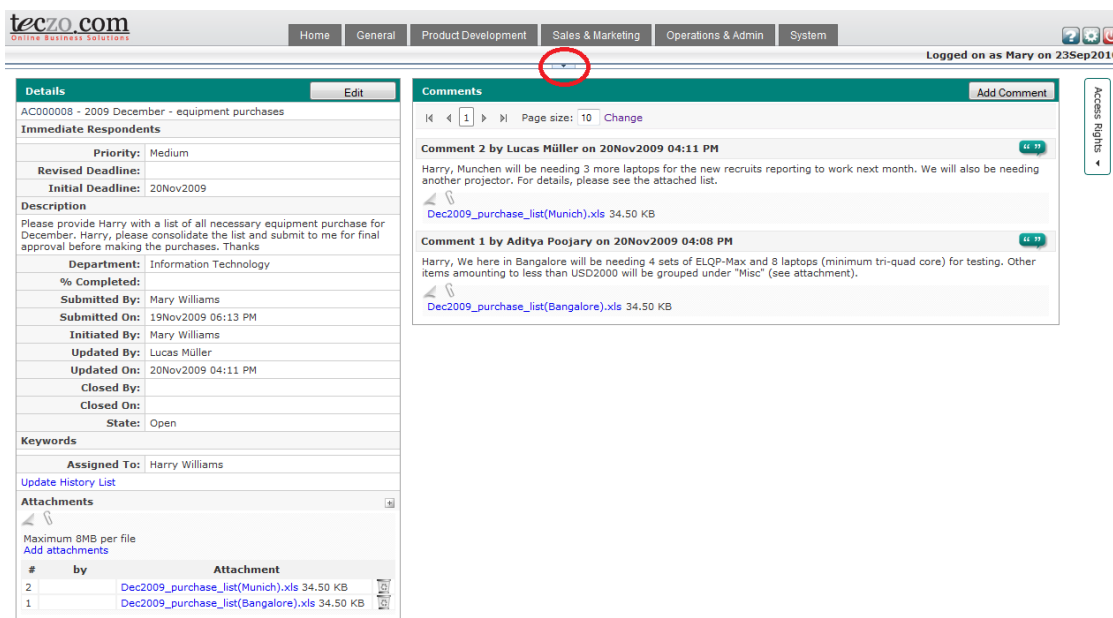 teczo.com
Online Business Solutions
Home General Product Development Sales & Marketing Operations & Admin System
?
Logged on as Mary on 23Sep201
Details Edit
AC000008 - 2009 December - equipment purchases
Immediate Respondents
Priority: Medium
Revised Deadline:
Initial Deadline: 20Nov2009
Description
Please provide Harry with a list of all necessary equipment purchase for
December. Harry, please consolidate the list and submit to me for final
approval before making the purchases. Thanks
Department: Information Technology
% Completed:
Submitted By: Mary Williams
Submitted On: 19Nov2009 06:13 PM
Initiated By: Mary Williams
Updated By: Lucas Müller
Updated On: 20Nov2009 04:11 PM
Closed By:
Closed On:
State: Open
Keywords
Assigned To: Harry Williams
Update History List
Attachments
Maximum 8MB per file
Add attachments
# by Attachment
2 Dec2009_purchase_list(Munich).xls 34.50 KB
1 Dec2009_purchase_list(Bangalore).xls 34.50 KB
Comments Add Comment
1 Page size: 10 Change
Comment 2 by Lucas Müller on 20Nov2009 04:11 PM
Harry, Munchen will be needing 3 more laptops for the new recruits reporting to work next month. We will also be needing
another projector. For details, please see the attached list.
Dec2009_purchase_list(Munich).xls 34.50 KB
Comment 1 by Aditya Poojary on 20Nov2009 04:08 PM
Harry, We here in Bangalore will be needing 4 sets of ELQP-Max and 8 laptops (minimum tri-quad core) for testing. Other
items amounting to less than USD2000 will be grouped under "Misc" (see attachment).
Dec2009_purchase_list(Bangalore).xls 34.50 KB
Access Rights